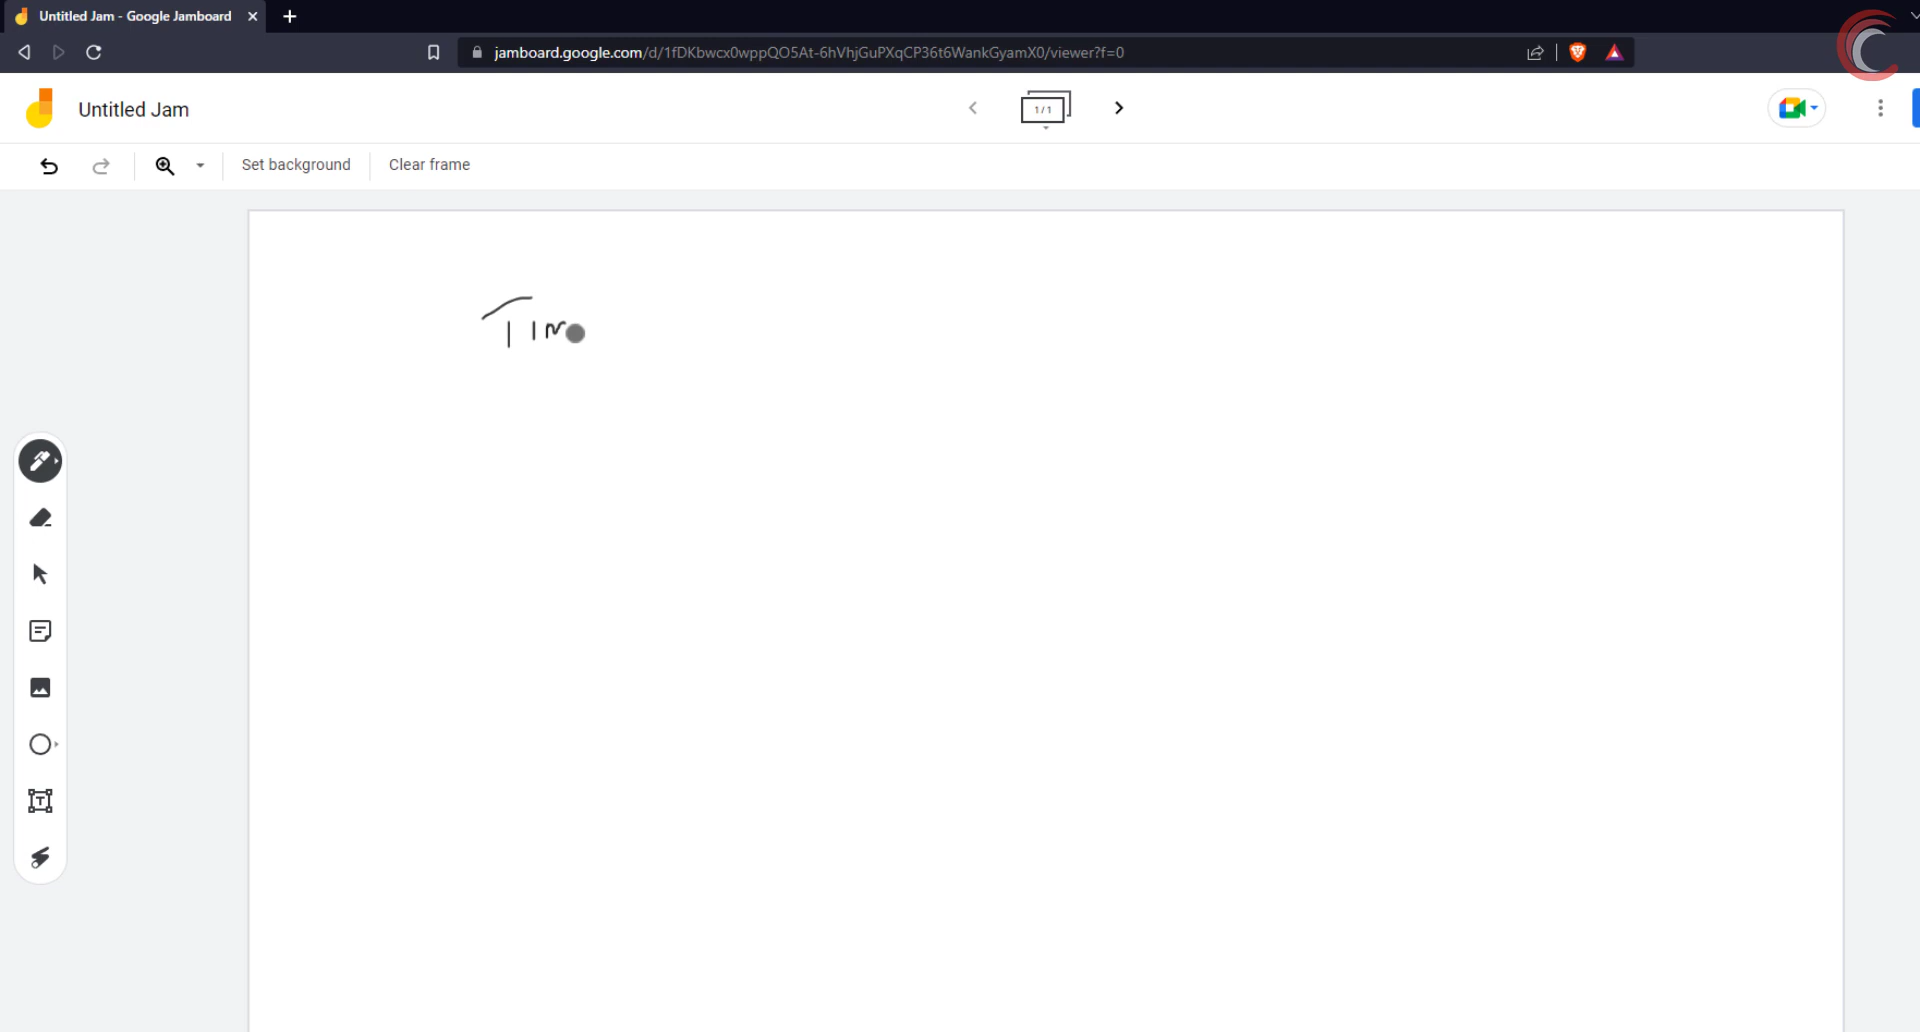 Untitled Jam - Google Jamboard
jamboard.google.com/d/1fDKbwcx0wppQO5At-6hVhjGuPXqCP36t6WankGyamX0/viewer?f=0
Untitled Jam
1 / 1
Set background
Clear frame
Tim